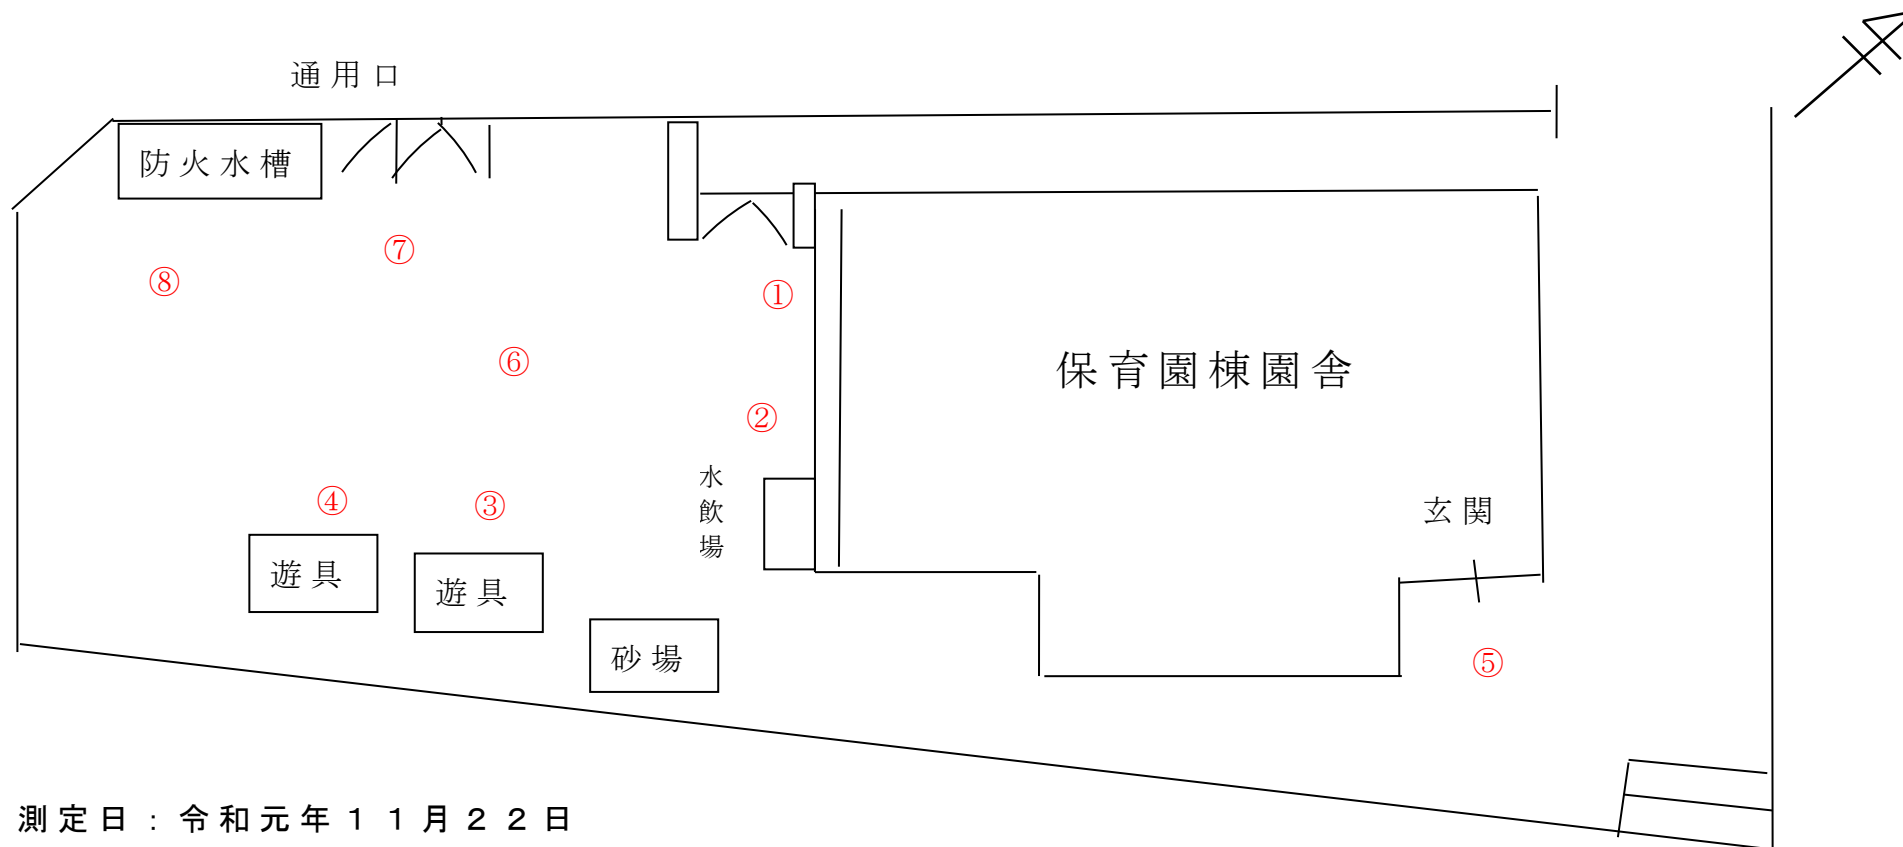 通用口
防火水槽
⑦
⑧
①
⑥
保育園棟園舎
②
水飲場
④
③
玄関
遊具
遊具
砂場
⑤
測定日：令和元年１１月２２日